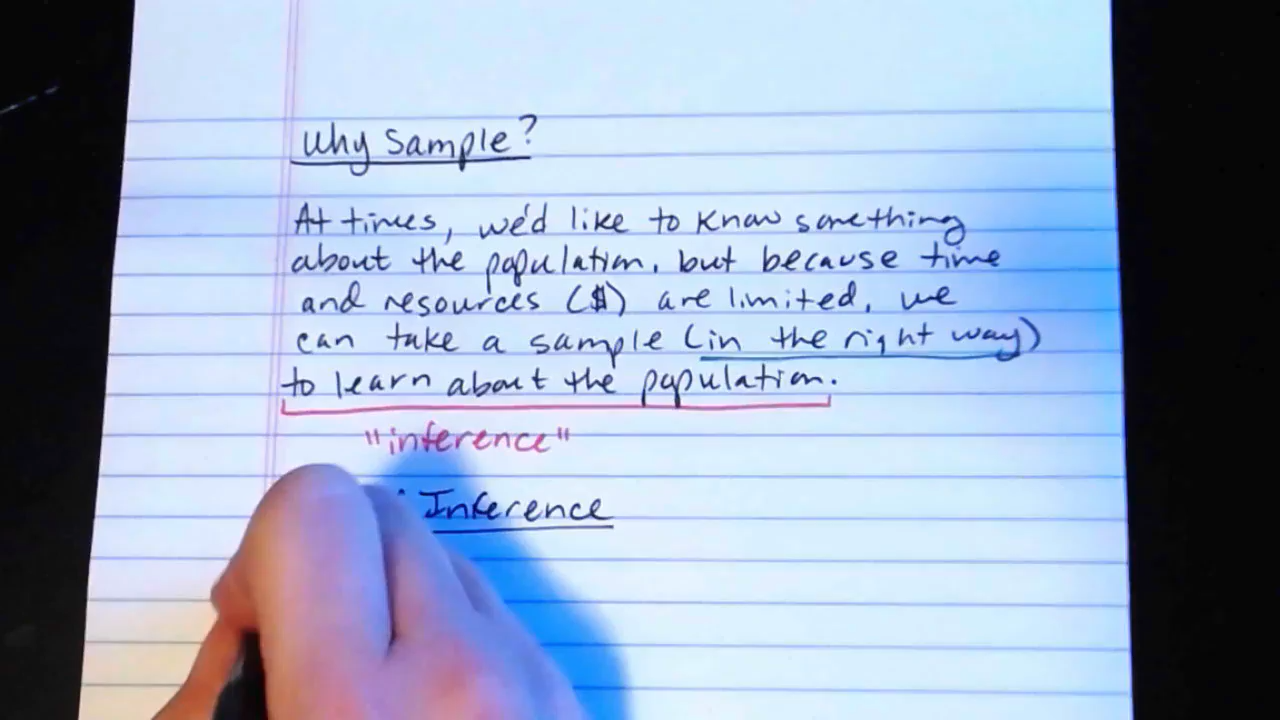 Why Sample?
At times, we'd like to know something
about the population, but because time
and resources ($) are limited, we
can take a sample (in the right way)
to learn about the population.
"inference"
Inference